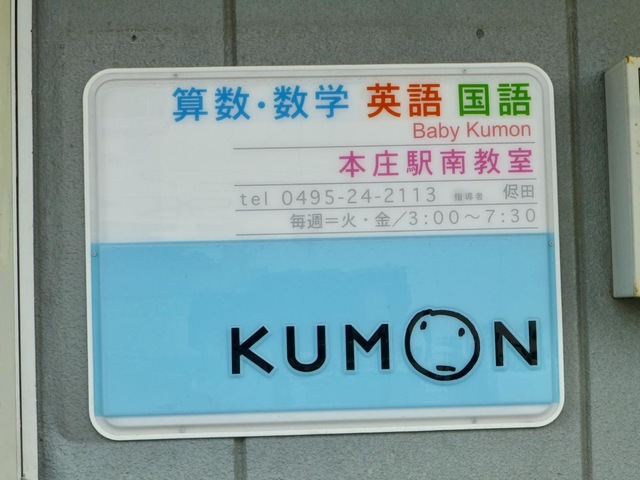 算数・数学 英語 国語
Baby Kumon
本庄駅南教室
tel 0495-24-2113 指導者 侭田
毎週=火・金/3:00～7:30
KUMON